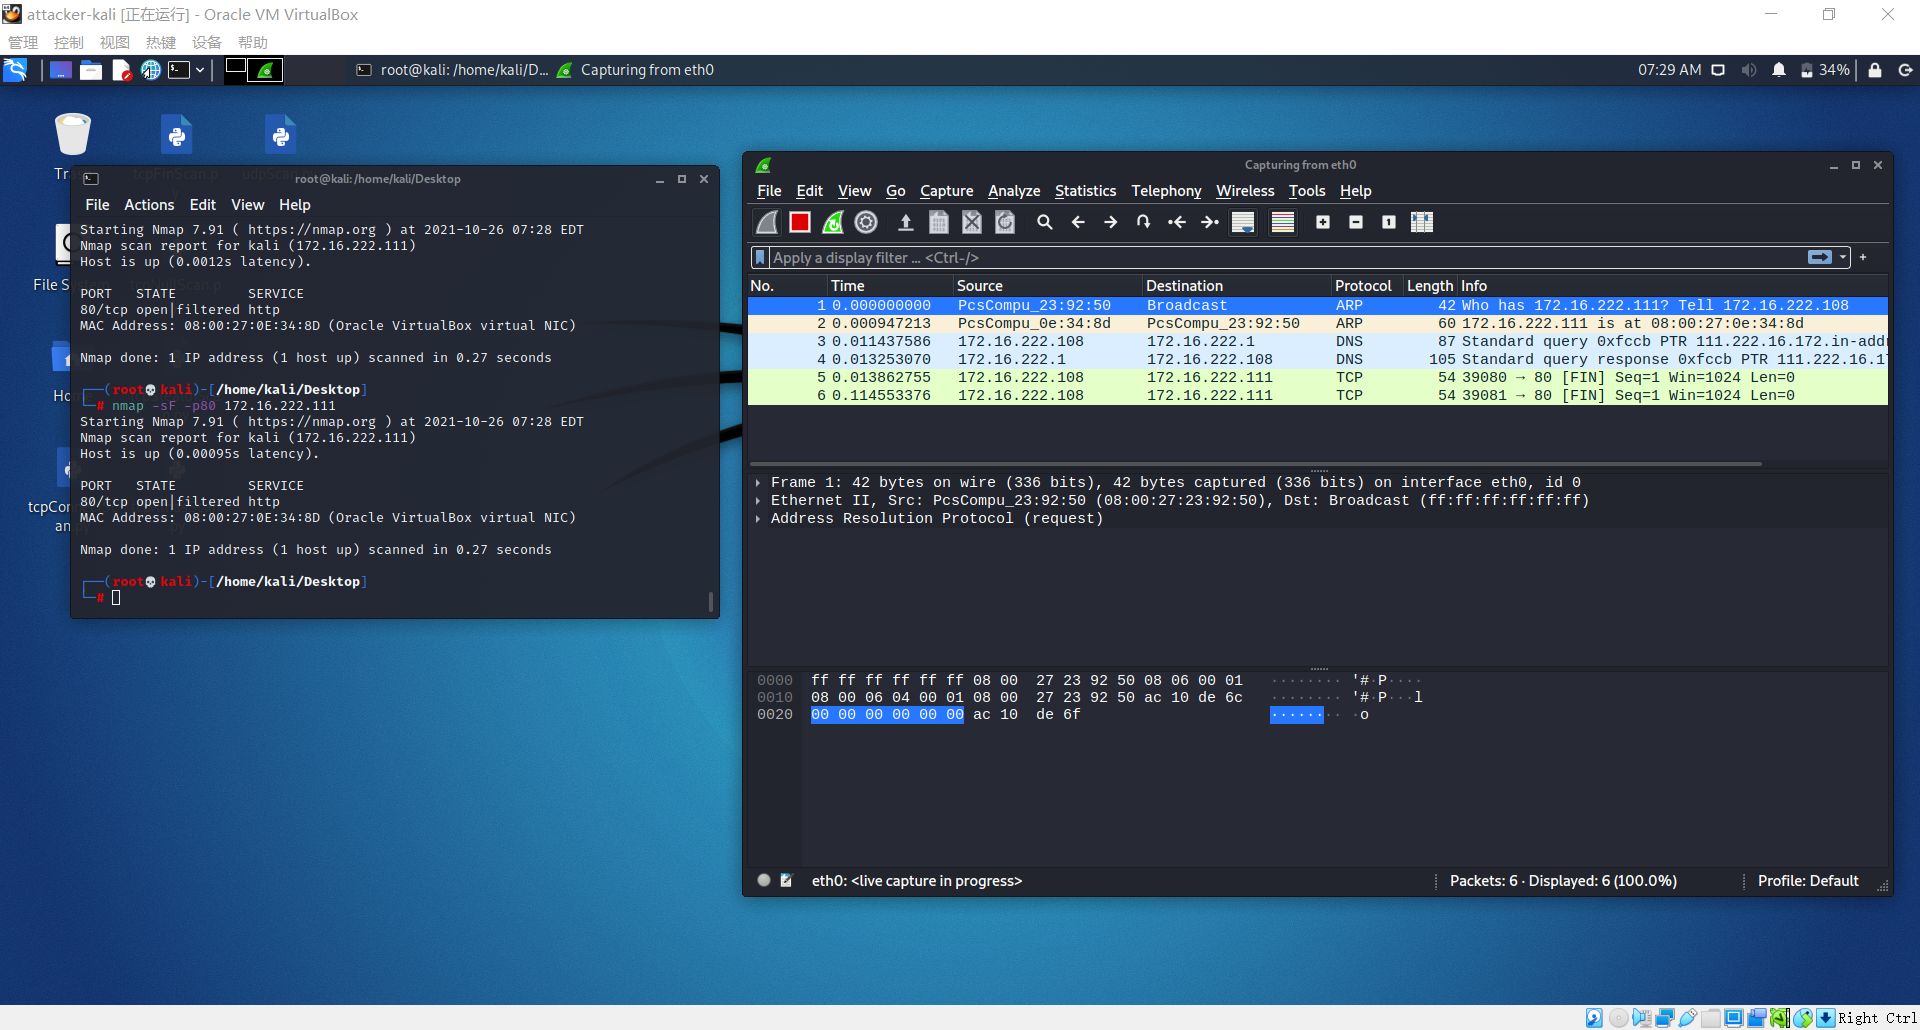 attacker-kali [正在运行] - Oracle VM VirtualBox
管理 控制 视图 热键 设备 帮助
root@kali: /home/kali/D... Capturing from eth0
07:29 AM 34%
File System
root@kali: /home/kali/Desktop
File Actions Edit View Help
Starting Nmap 7.91 ( https://nmap.org ) at 2021-10-26 07:28 EDT
Nmap scan report for kali (172.16.222.111)
Host is up (0.0012s latency).
PORT STATE SERVICE
80/tcp open|filtered http
MAC Address: 08:00:27:0E:34:8D (Oracle VirtualBox virtual NIC)
Nmap done: 1 IP address (1 host up) scanned in 0.27 seconds
(root💀kali)-[/home/kali/Desktop]
# nmap -sF -p80 172.16.222.111
Starting Nmap 7.91 ( https://nmap.org ) at 2021-10-26 07:28 EDT
Nmap scan report for kali (172.16.222.111)
Host is up (0.00095s latency).
PORT STATE SERVICE
80/tcp open|filtered http
MAC Address: 08:00:27:0E:34:8D (Oracle VirtualBox virtual NIC)
Nmap done: 1 IP address (1 host up) scanned in 0.27 seconds
(root💀kali)-[/home/kali/Desktop]
#
Capturing from eth0
File Edit View Go Capture Analyze Statistics Telephony Wireless Tools Help
Apply a display filter ... <Ctrl-/>
No. Time Source Destination Protocol Length Info
1 0.000000000 PcsCompu_23:92:50 Broadcast ARP 42 Who has 172.16.222.111? Tell 172.16.222.108
2 0.000947213 PcsCompu_0e:34:8d PcsCompu_23:92:50 ARP 60 172.16.222.111 is at 08:00:27:0e:34:8d
3 0.011437586 172.16.222.108 172.16.222.1 DNS 87 Standard query 0xfccb PTR 111.222.16.172.in-addr
4 0.013253070 172.16.222.1 172.16.222.108 DNS 105 Standard query response 0xfccb PTR 111.222.16.17
5 0.013862755 172.16.222.108 172.16.222.111 TCP 54 39080 → 80 [FIN] Seq=1 Win=1024 Len=0
6 0.114553376 172.16.222.108 172.16.222.111 TCP 54 39081 → 80 [FIN] Seq=1 Win=1024 Len=0
Frame 1: 42 bytes on wire (336 bits), 42 bytes captured (336 bits) on interface eth0, id 0
Ethernet II, Src: PcsCompu_23:92:50 (08:00:27:23:92:50), Dst: Broadcast (ff:ff:ff:ff:ff:ff)
Address Resolution Protocol (request)
0000 ff ff ff ff ff ff 08 00 27 23 92 50 08 06 00 01 ········ '#·P····
0010 08 00 06 04 00 01 08 00 27 23 92 50 ac 10 de 6c ········ '#·P···l
0020 00 00 00 00 00 00 ac 10 de 6f ········ ·o
eth0: <live capture in progress>
Packets: 6 · Displayed: 6 (100.0%)
Profile: Default
Right Ctrl